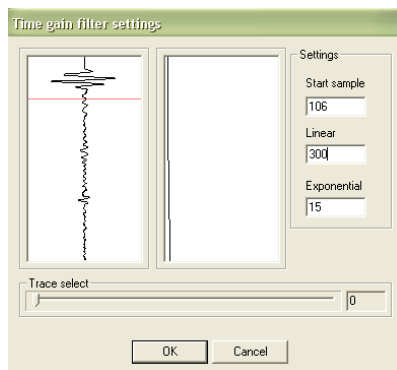 Time gain filter settings
Settings
Start sample
106
Linear
300
Exponential
15
Trace select
0
OK
Cancel